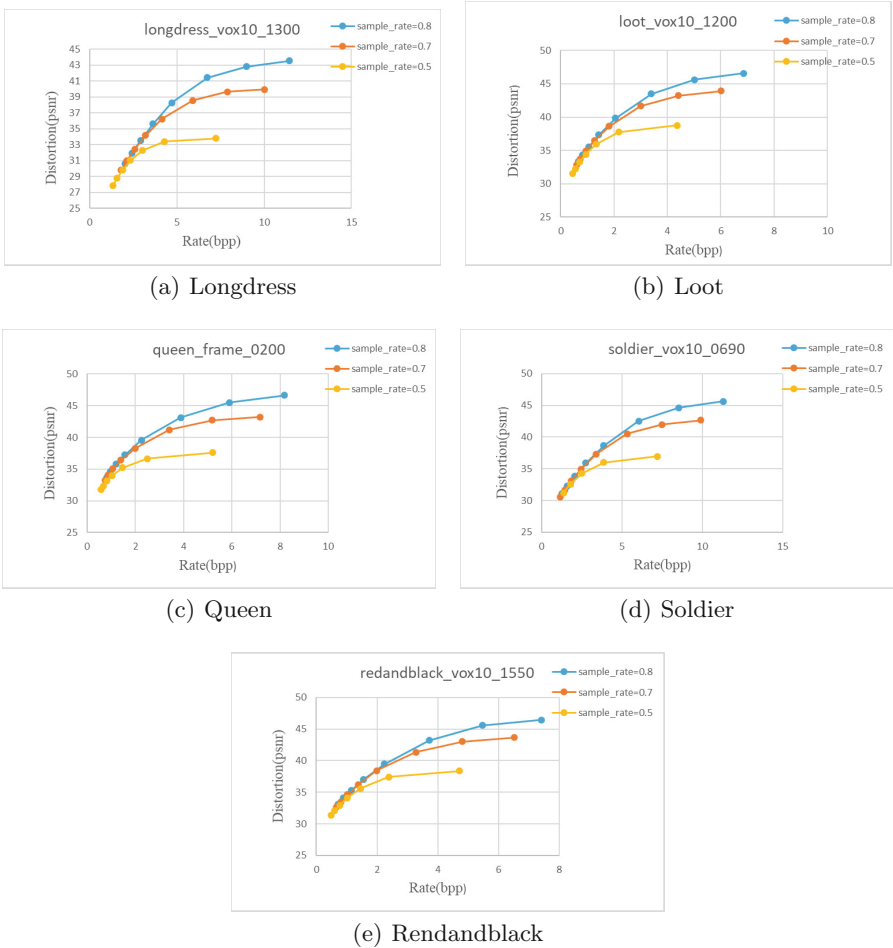 longdress_vox10_1300
sample_rate=0.8
sample_rate=0.7
sample_rate=0.5
45
43
41
39
37
35
33
31
29
27
25
Distortion(psnr)
0 5 10 15
Rate(bpp)
(a) Longdress
loot_vox10_1200
sample_rate=0.8
sample_rate=0.7
sample_rate=0.5
50
45
40
35
30
25
Distortion(psnr)
0 2 4 6 8 10
Rate(bpp)
(b) Loot
queen_frame_0200
sample_rate=0.8
sample_rate=0.7
sample_rate=0.5
50
45
40
35
30
25
Distortion(psnr)
0 2 4 6 8 10
Rate(bpp)
(c) Queen
soldier_vox10_0690
sample_rate=0.8
sample_rate=0.7
sample_rate=0.5
50
45
40
35
30
25
Distortion(psnr)
0 5 10 15
Rate(bpp)
(d) Soldier
redandblack_vox10_1550
sample_rate=0.8
sample_rate=0.7
sample_rate=0.5
50
45
40
35
30
25
Distortion(psnr)
0 2 4 6 8
Rate(bpp)
(e) Rendandblack